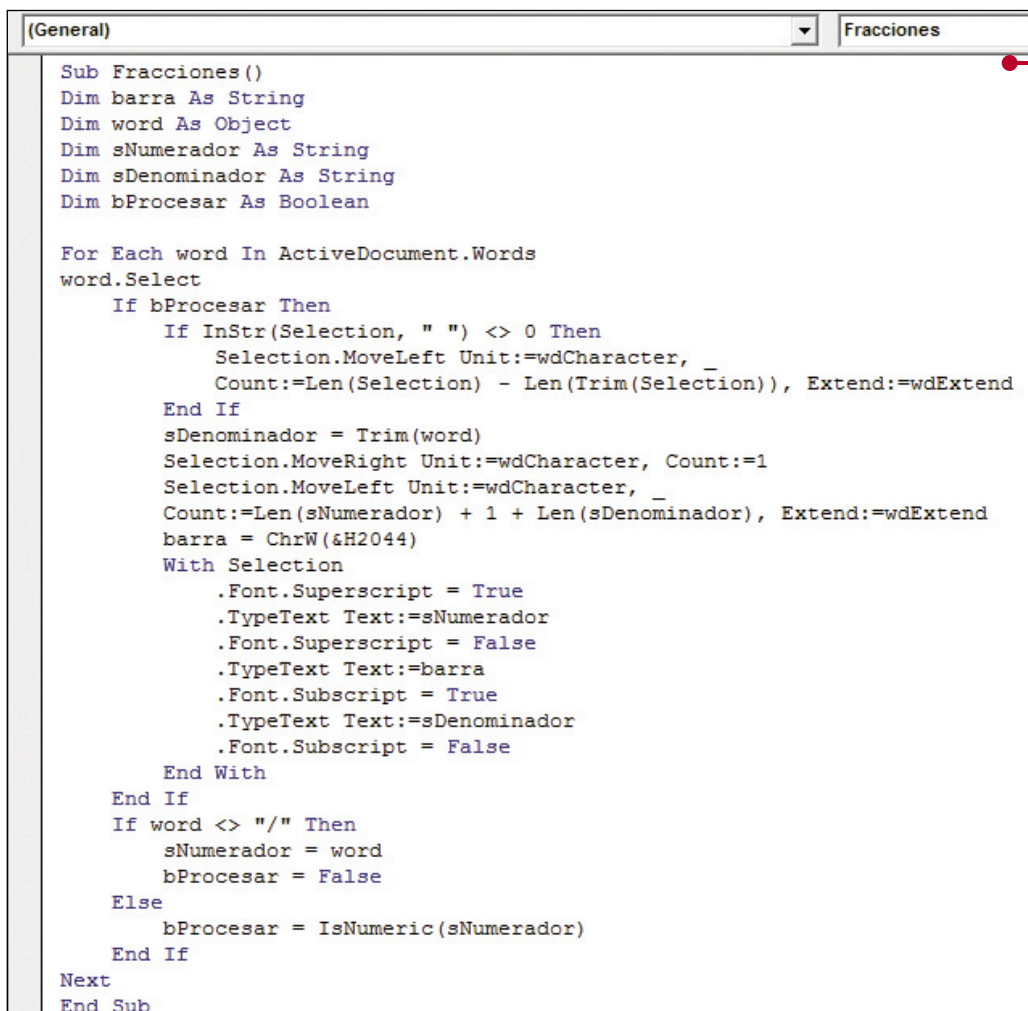 (General) Fracciones
Sub Fracciones()
Dim barra As String
Dim word As Object
Dim sNumerador As String
Dim sDenominador As String
Dim bProcesar As Boolean
For Each word In ActiveDocument.Words
word.Select
If bProcesar Then
If InStr(Selection, " ") <> 0 Then
Selection.MoveLeft Unit:=wdCharacter, _
Count:=Len(Selection) - Len(Trim(Selection)), Extend:=wdExtend
End If
sDenominador = Trim(word)
Selection.MoveRight Unit:=wdCharacter, Count:=1
Selection.MoveLeft Unit:=wdCharacter, _
Count:=Len(sNumerador) + 1 + Len(sDenominador), Extend:=wdExtend
barra = ChrW(&H2044)
With Selection
.Font.Superscript = True
.TypeText Text:=sNumerador
.Font.Superscript = False
.TypeText Text:=barra
.Font.Subscript = True
.TypeText Text:=sDenominador
.Font.Subscript = False
End With
End If
If word <> "/" Then
sNumerador = word
bProcesar = False
Else
bProcesar = IsNumeric(sNumerador)
End If
Next
End Sub